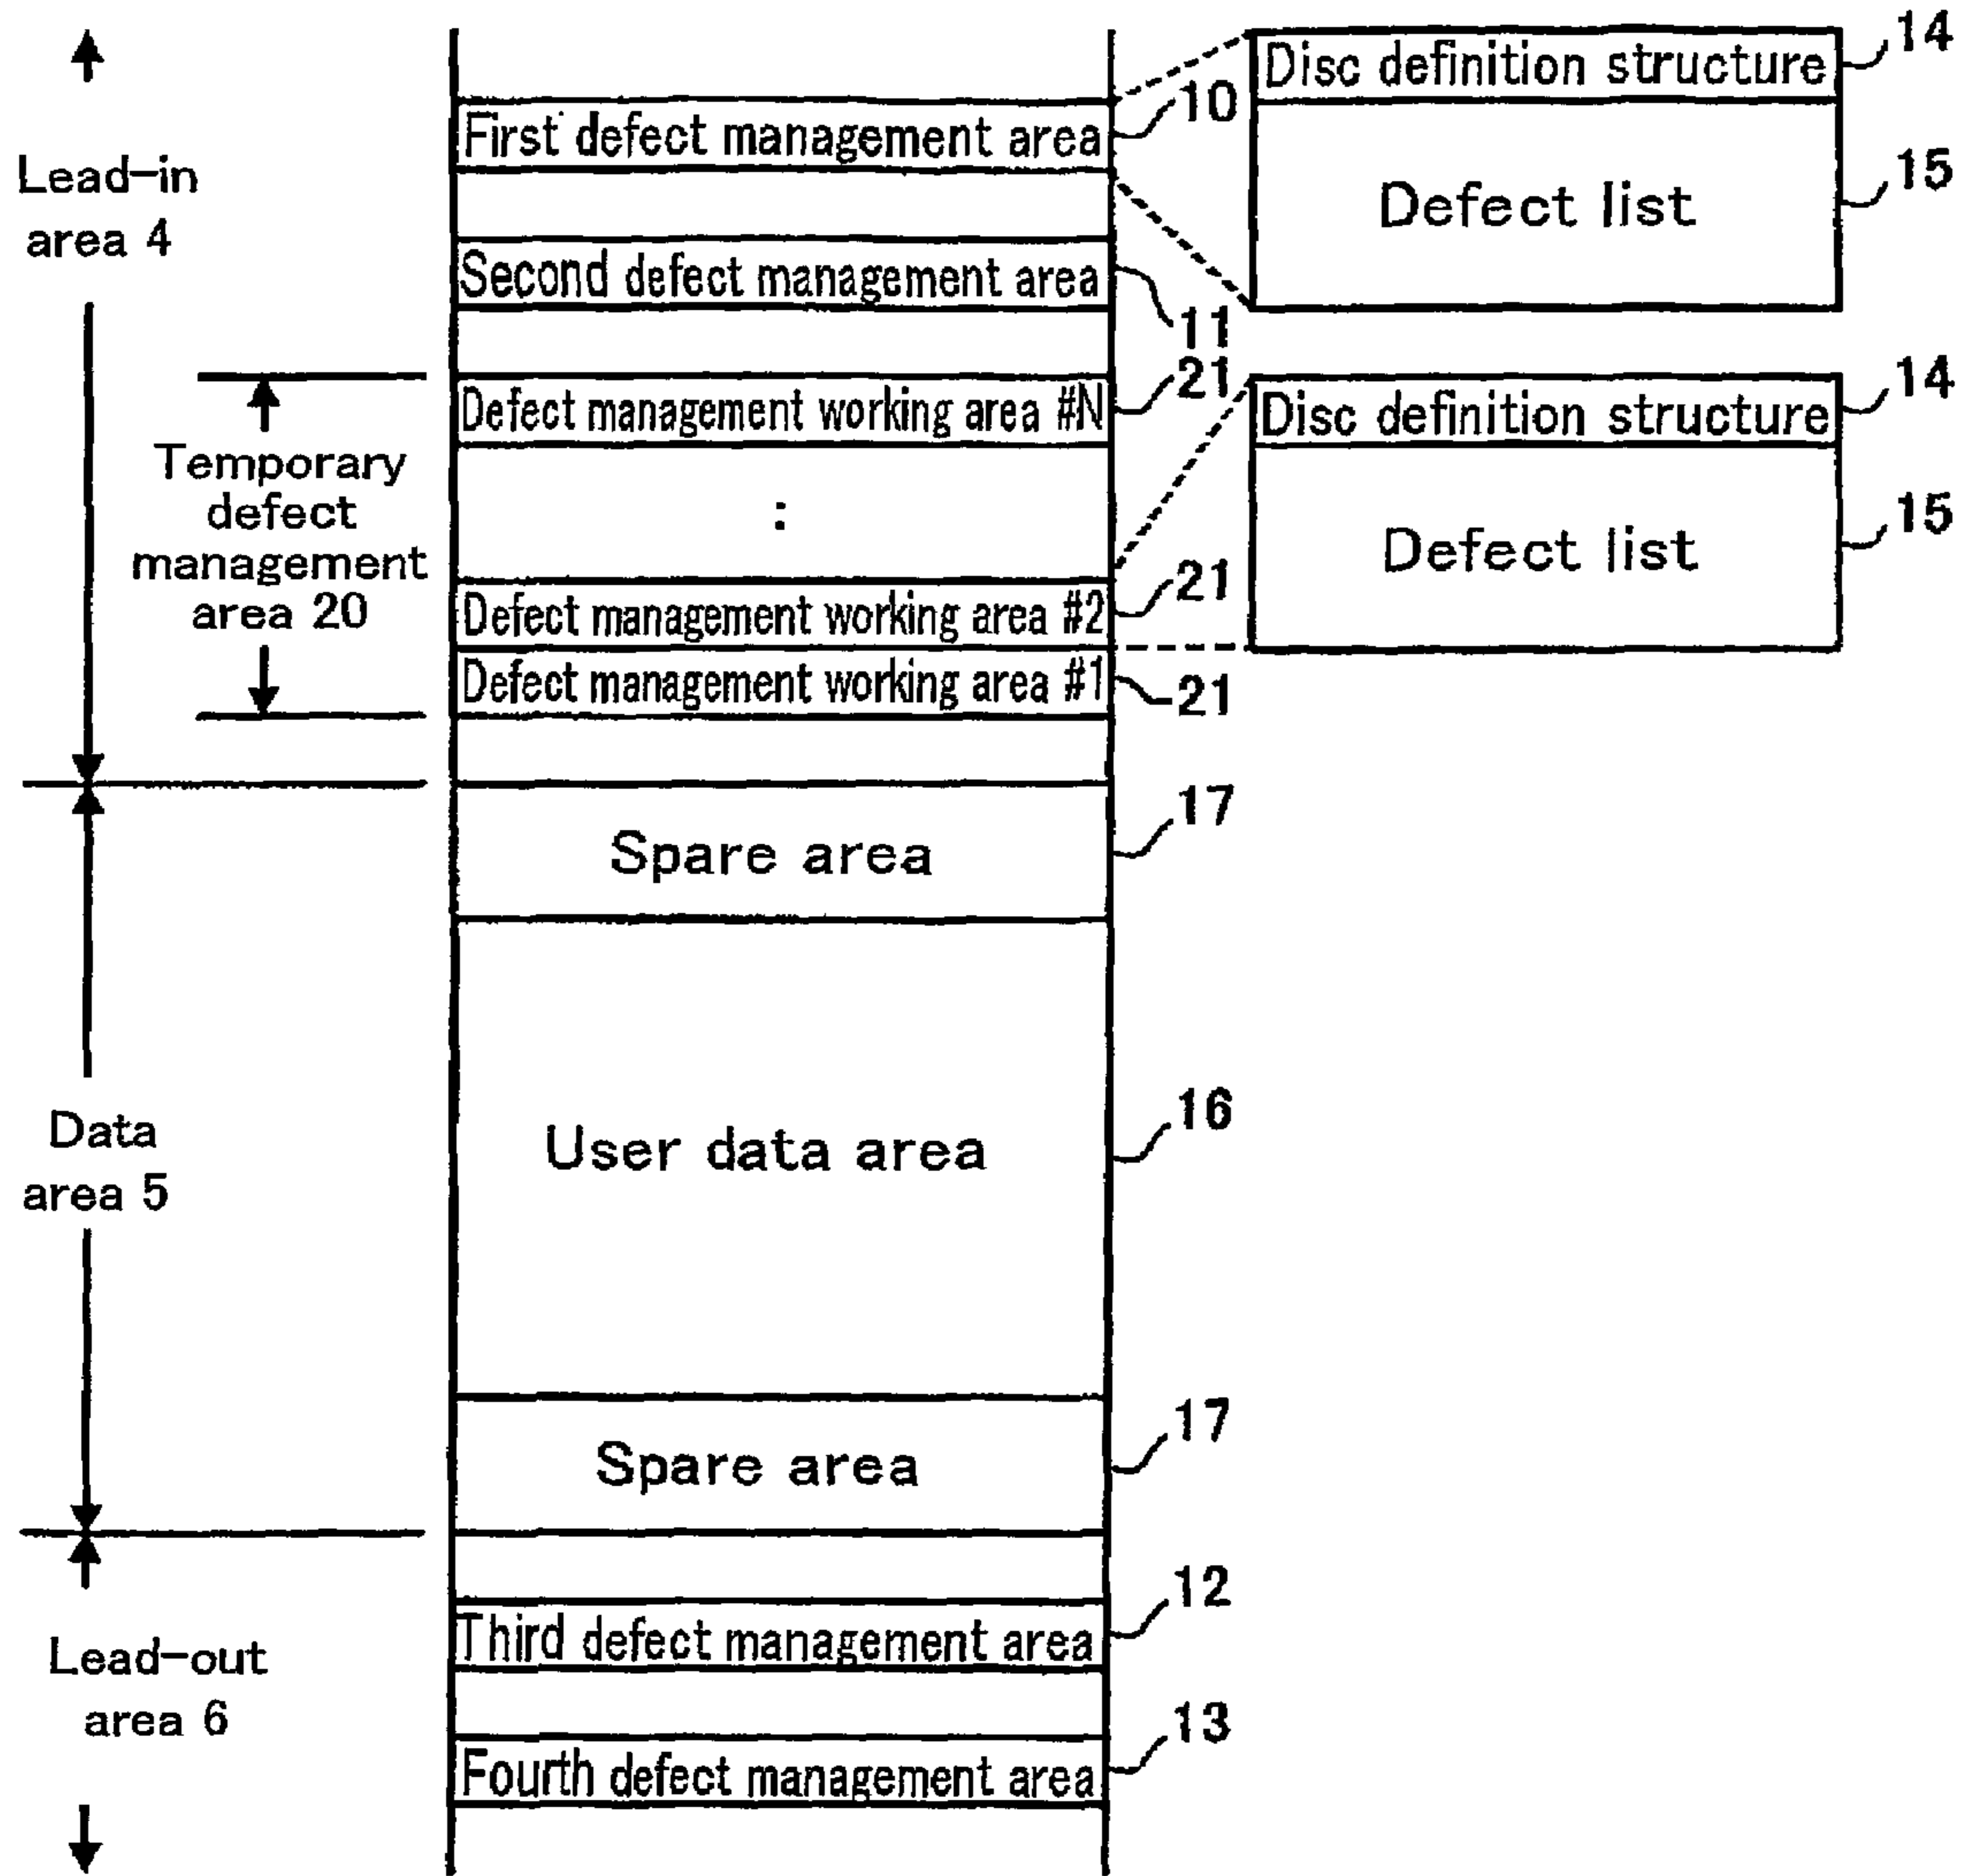 Lead-in
area 4
Temporary
defect
management
area 20
Data
area 5
Lead-out
area 6
First defect management area
10
Second defect management area
11
Defect management working area #N
21
:
Defect management working area #2
21
Defect management working area #1
21
Spare area
17
User data area
16
Spare area
17
Third defect management area
12
Fourth defect management area
13
Disc definition structure
14
Defect list
15
Disc definition structure
14
Defect list
15